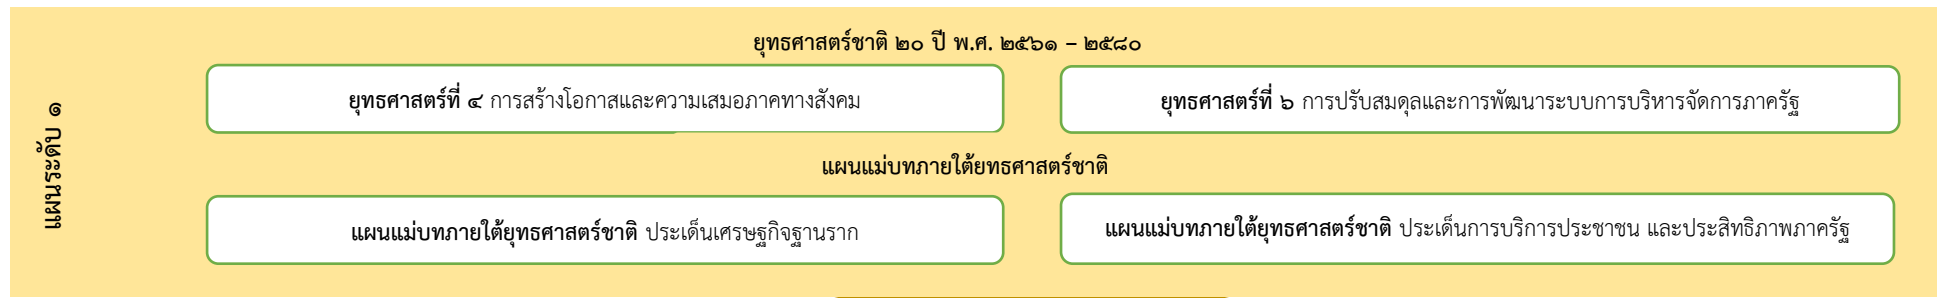 ยุทธศาสตร์ชาติ ๒๐ ปี พ.ศ. ๒๕๖๑ – ๒๕๘๐
แผนระดับ ๑
ยุทธศาสตร์ที่ ๔ การสร้างโอกาสและความเสมอภาคทางสังคม
ยุทธศาสตร์ที่ ๖ การปรับสมดุลและการพัฒนาระบบการบริหารจัดการภาครัฐ
แผนแม่บทภายใต้ยทธศาสตร์ชาติ
แผนแม่บทภายใต้ยุทธศาสตร์ชาติ ประเด็นเศรษฐกิจฐานราก
แผนแม่บทภายใต้ยุทธศาสตร์ชาติ ประเด็นการบริการประชาชน และประสิทธิภาพภาครัฐ